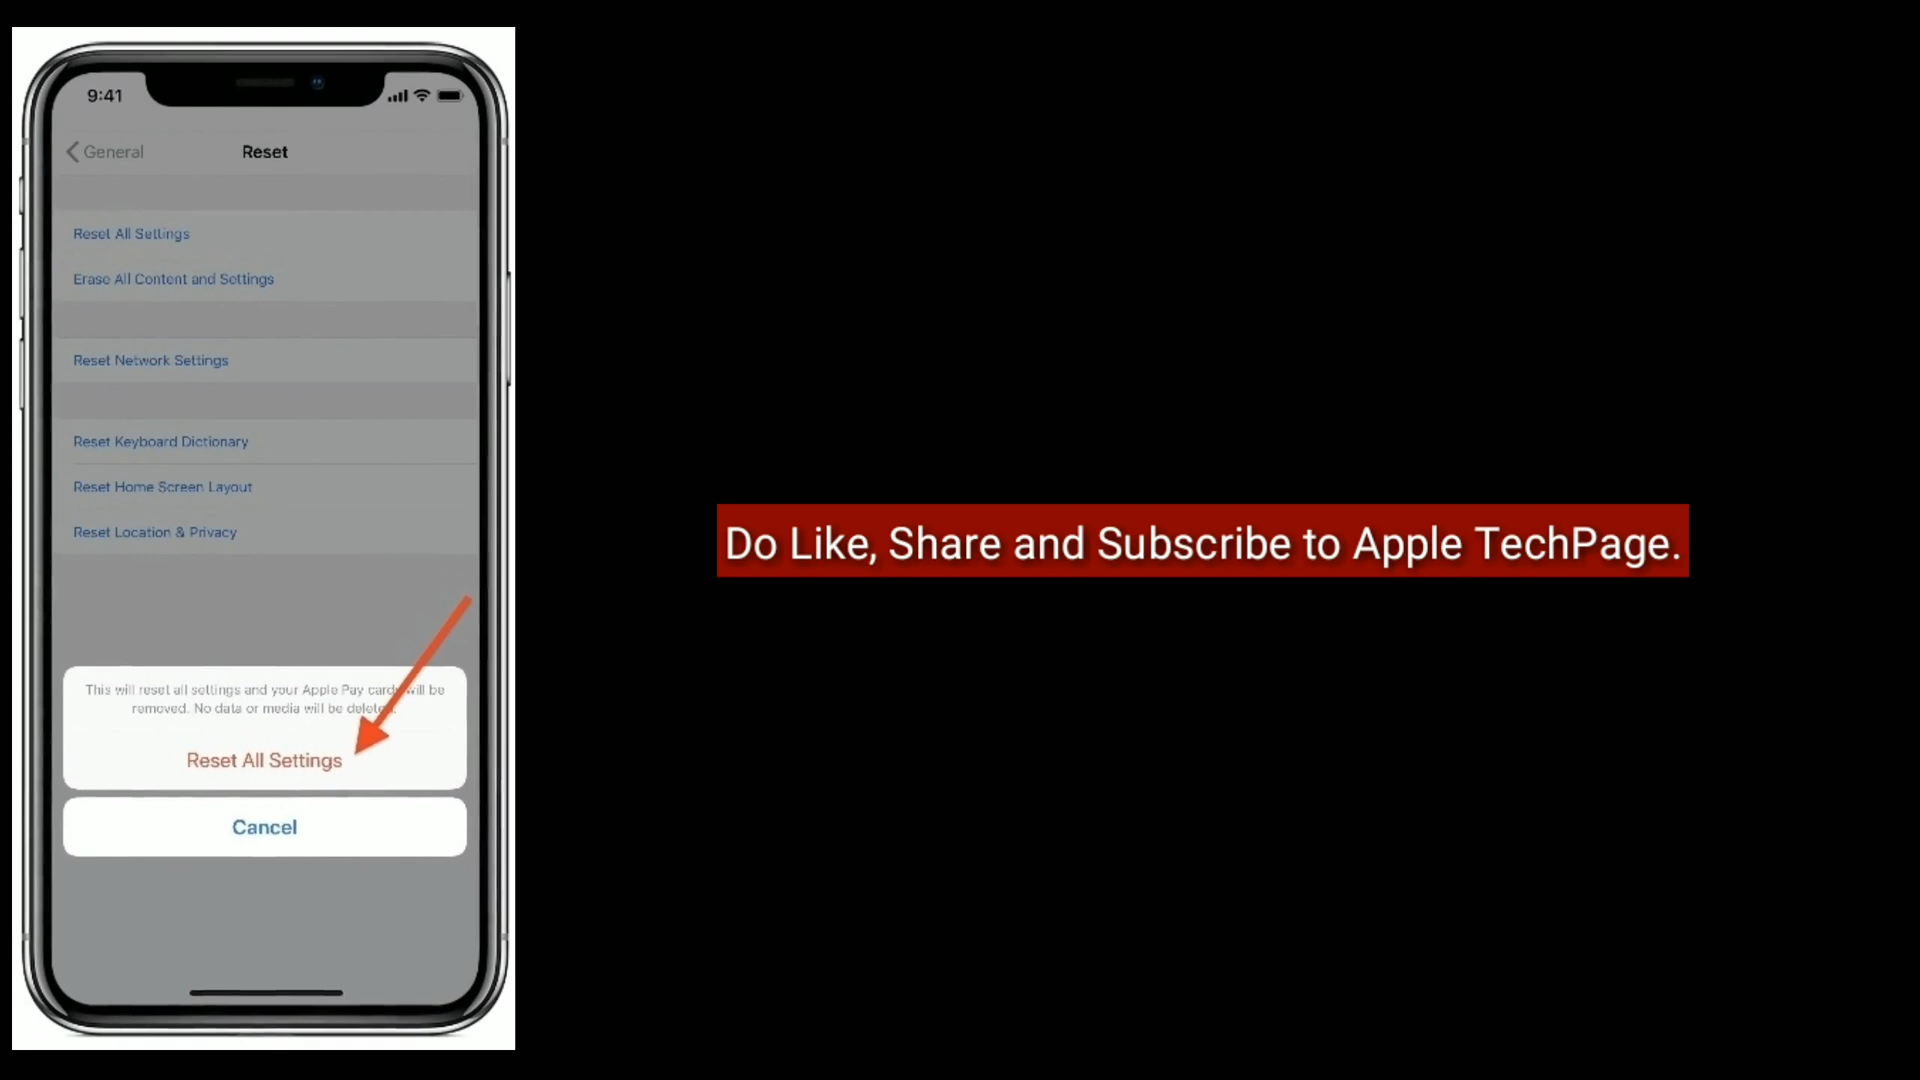 9:41
General
Reset
Reset All Settings
Erase All Content and Settings
Reset Network Settings
Reset Keyboard Dictionary
Reset Home Screen Layout
Reset Location & Privacy
This will reset all settings and your Apple Pay cards will be
removed. No data or media will be deleted.
Reset All Settings
Cancel
Do Like, Share and Subscribe to Apple TechPage.